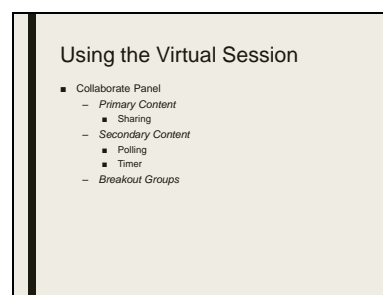 Using the Virtual Session
■ Collaborate Panel
– Primary Content
■ Sharing
– Secondary Content
■ Polling
■ Timer
– Breakout Groups